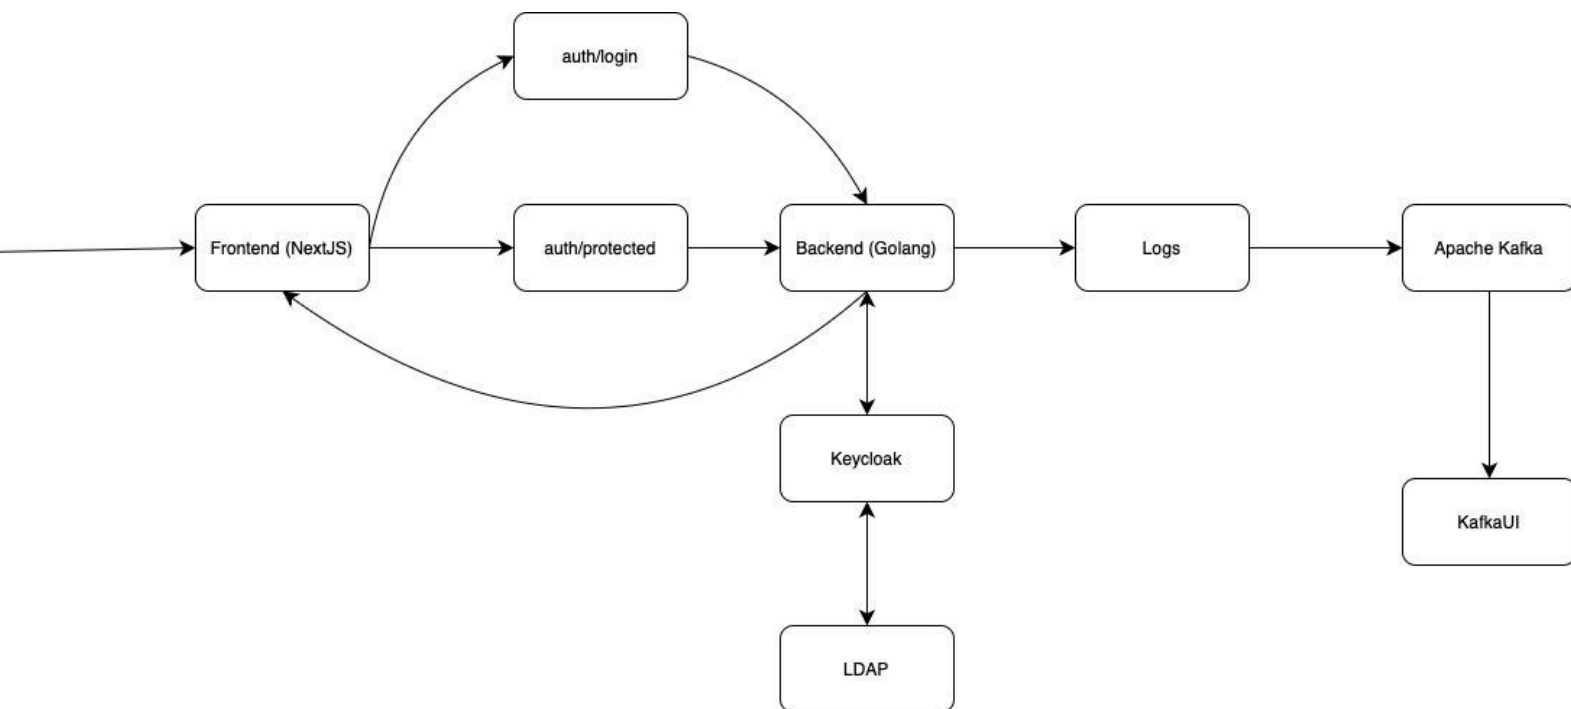 auth/login
Frontend (NextJS)
auth/protected
Backend (Golang)
Logs
Apache Kafka
Keycloak
KafkaUI
LDAP